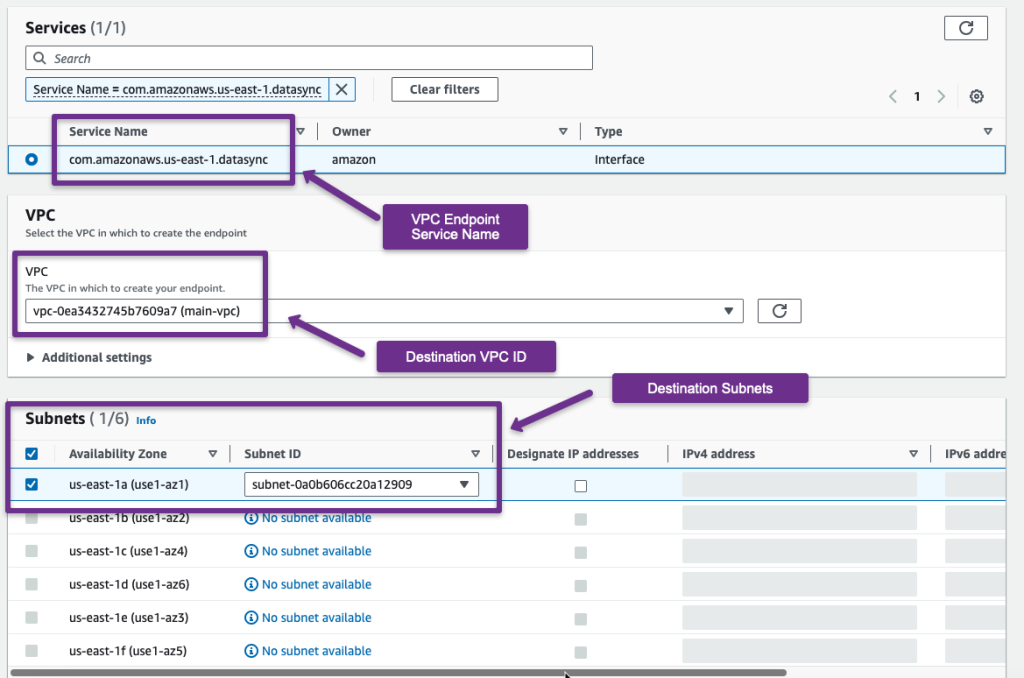 Services (1/1)
Search
Service Name = com.amazonaws.us-east-1.datasync
Clear filters
1
Service Name Owner Type
com.amazonaws.us-east-1.datasync amazon Interface
VPC Endpoint
Service Name
VPC
Select the VPC in which to create the endpoint
VPC
The VPC in which to create your endpoint.
vpc-0ea3432745b7609a7 (main-vpc)
Destination VPC ID
Additional settings
Destination Subnets
Subnets ( 1/6) Info
Availability Zone Subnet ID Designate IP addresses IPv4 address IPv6 addre
us-east-1a (use1-az1) subnet-0a0b606cc20a12909
us-east-1b (use1-az2) No subnet available
us-east-1c (use1-az4) No subnet available
us-east-1d (use1-az6) No subnet available
us-east-1e (use1-az3) No subnet available
us-east-1f (use1-az5) No subnet available